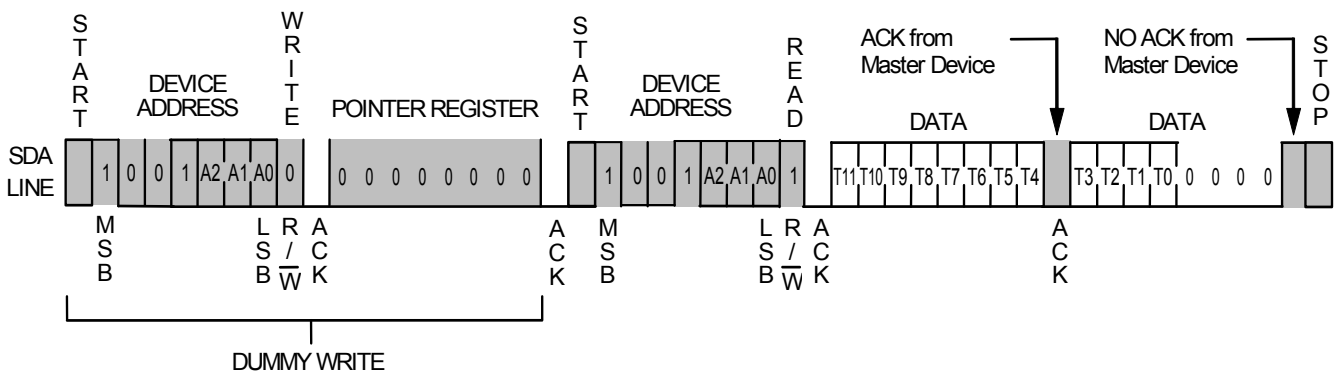 START
WRITE
START
READ
ACK from
Master Device
NO ACK from
Master Device
STOP
DEVICE
ADDRESS
POINTER REGISTER
DEVICE
ADDRESS
DATA
DATA
SDA
LINE
1 0 0 1 A2 A1 A0 0
0 0 0 0 0 0 0 0
1 0 0 1 A2 A1 A0 1
T11 T10 T9 T8 T7 T6 T5 T4
T3 T2 T1 T0 0 0 0 0
MSB
LSB
R/W̅
ACK
ACK
MSB
LSB
R/W̅
ACK
ACK
DUMMY WRITE